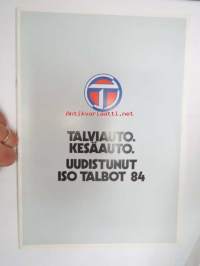 T
TALVIAUTO.
KESÄAUTO.
UUDISTUNUT
ISO TALBOT 84